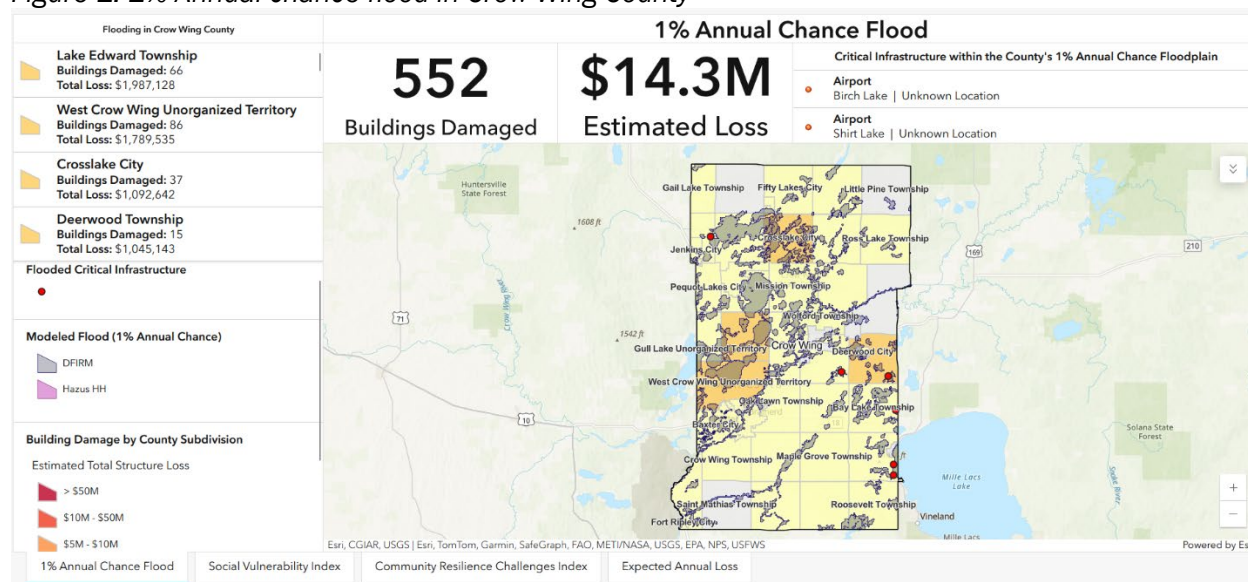 Flooding in Crow Wing County
Lake Edward Township
Buildings Damaged: 66
Total Loss: $1,987,128
West Crow Wing Unorganized Territory
Buildings Damaged: 86
Total Loss: $1,789,535
Crosslake City
Buildings Damaged: 37
Total Loss: $1,092,642
Deerwood Township
Buildings Damaged: 15
Total Loss: $1,045,143
Flooded Critical Infrastructure
Modeled Flood (1% Annual Chance)
DFIRM
Hazus HH
Building Damage by County Subdivision
Estimated Total Structure Loss
> $50M
$10M - $50M
$5M - $10M
1% Annual Chance Flood
552
Buildings Damaged
$14.3M
Estimated Loss
Critical Infrastructure within the County's 1% Annual Chance Floodplain
Airport
Birch Lake | Unknown Location
Airport
Shirt Lake | Unknown Location
Huntersville
State Forest
1608 ft
Gail Lake Township
Fifty Lakes City
Little Pine Township
Crosslake City
Ross Lake Township
Jenkins City
169
210
Pequot Lakes City
Mission Township
Crow Wing River
71
1542 ft
Wolford Township
Gull Lake Unorganized Territory
Crow Wing
Deerwood City
West Crow Wing Unorganized Territory
Oak Lawn Township
Bay Lake Township
10
Baxter City
Solana State
Forest
Crow Wing Township
Maple Grove Township
Mille Lacs
Lake
Snake River
Saint Mathias Township
Roosevelt Township
Fort Ripley City
Vineland
Mille Lacs
+
−
Esri, CGIAR, USGS | Esri, TomTom, Garmin, SafeGraph, FAO, METI/NASA, USGS, EPA, NPS, USFWS
Powered by Es
1% Annual Chance Flood
Social Vulnerability Index
Community Resilience Challenges Index
Expected Annual Loss